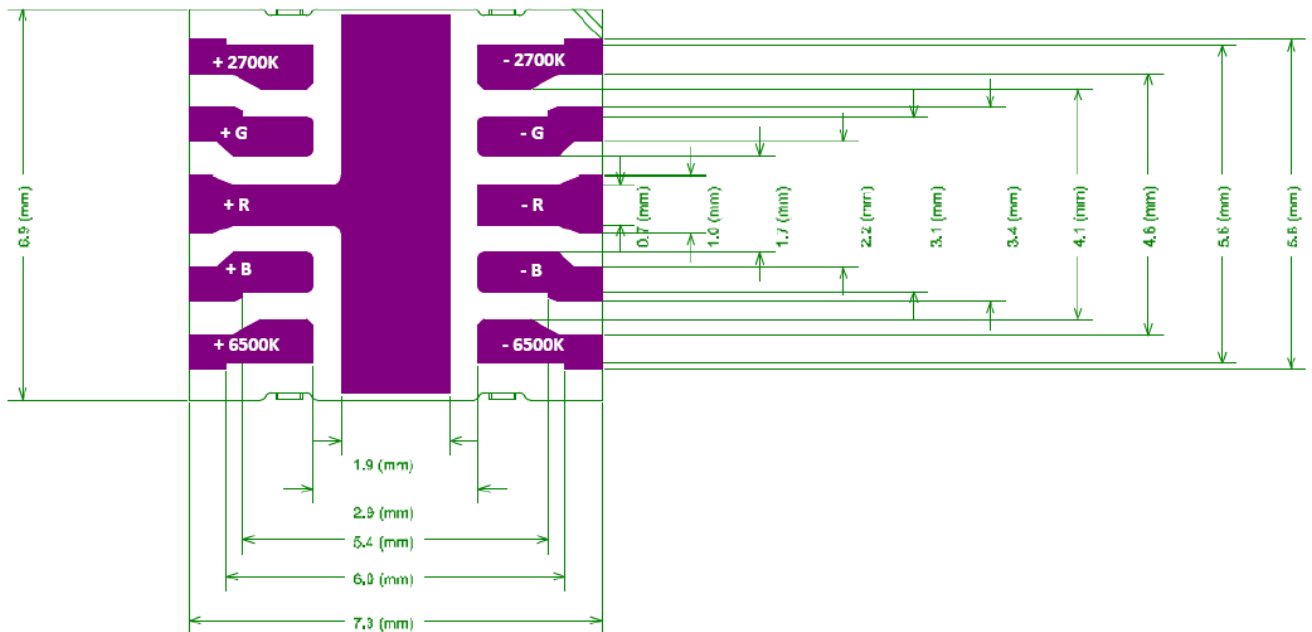 + 2700K
- 2700K
+ G
- G
+ R
- R
+ B
- B
+ 6500K
- 6500K
6.9 (mm)
0.7 (mm)
1.0 (mm)
1.7 (mm)
2.2 (mm)
3.1 (mm)
3.4 (mm)
4.1 (mm)
4.6 (mm)
5.6 (mm)
5.8 (mm)
1.9 (mm)
2.9 (mm)
5.4 (mm)
6.0 (mm)
7.3 (mm)